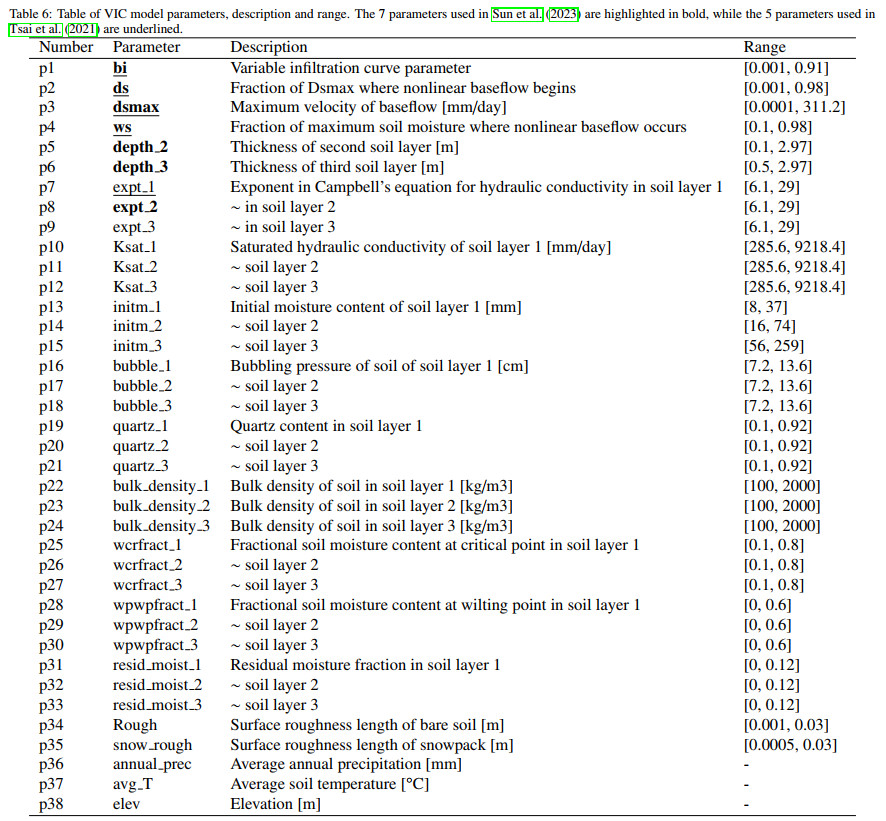 Table 6: Table of VIC model parameters, description and range. The 7 parameters used in Sun et al. (2023) are highlighted in bold, while the 5 parameters used in
Tsai et al. (2021) are underlined.
Number Parameter Description Range
p1 bi Variable infiltration curve parameter [0.001, 0.91]
p2 ds Fraction of Dsmax where nonlinear baseflow begins [0.001, 0.98]
p3 dsmax Maximum velocity of baseflow [mm/day] [0.0001, 311.2]
p4 ws Fraction of maximum soil moisture where nonlinear baseflow occurs [0.1, 0.98]
p5 depth_2 Thickness of second soil layer [m] [0.1, 2.97]
p6 depth_3 Thickness of third soil layer [m] [0.5, 2.97]
p7 expt_1 Exponent in Campbell's equation for hydraulic conductivity in soil layer 1 [6.1, 29]
p8 expt_2 ~ in soil layer 2 [6.1, 29]
p9 expt_3 ~ in soil layer 3 [6.1, 29]
p10 Ksat_1 Saturated hydraulic conductivity of soil layer 1 [mm/day] [285.6, 9218.4]
p11 Ksat_2 ~ soil layer 2 [285.6, 9218.4]
p12 Ksat_3 ~ soil layer 3 [285.6, 9218.4]
p13 initm_1 Initial moisture content of soil layer 1 [mm] [8, 37]
p14 initm_2 ~ soil layer 2 [16, 74]
p15 initm_3 ~ soil layer 3 [56, 259]
p16 bubble_1 Bubbling pressure of soil of soil layer 1 [cm] [7.2, 13.6]
p17 bubble_2 ~ soil layer 2 [7.2, 13.6]
p18 bubble_3 ~ soil layer 3 [7.2, 13.6]
p19 quartz_1 Quartz content in soil layer 1 [0.1, 0.92]
p20 quartz_2 ~ soil layer 2 [0.1, 0.92]
p21 quartz_3 ~ soil layer 3 [0.1, 0.92]
p22 bulk_density_1 Bulk density of soil in soil layer 1 [kg/m3] [100, 2000]
p23 bulk_density_2 Bulk density of soil in soil layer 2 [kg/m3] [100, 2000]
p24 bulk_density_3 Bulk density of soil in soil layer 3 [kg/m3] [100, 2000]
p25 wcrfract_1 Fractional soil moisture content at critical point in soil layer 1 [0.1, 0.8]
p26 wcrfract_2 ~ soil layer 2 [0.1, 0.8]
p27 wcrfract_3 ~ soil layer 3 [0.1, 0.8]
p28 wpwpfract_1 Fractional soil moisture content at wilting point in soil layer 1 [0, 0.6]
p29 wpwpfract_2 ~ soil layer 2 [0, 0.6]
p30 wpwpfract_3 ~ soil layer 3 [0, 0.6]
p31 resid_moist_1 Residual moisture fraction in soil layer 1 [0, 0.12]
p32 resid_moist_2 ~ soil layer 2 [0, 0.12]
p33 resid_moist_3 ~ soil layer 3 [0, 0.12]
p34 Rough Surface roughness length of bare soil [m] [0.001, 0.03]
p35 snow_rough Surface roughness length of snowpack [m] [0.0005, 0.03]
p36 annual_prec Average annual precipitation [mm] -
p37 avg_T Average soil temperature [°C] -
p38 elev Elevation [m] -